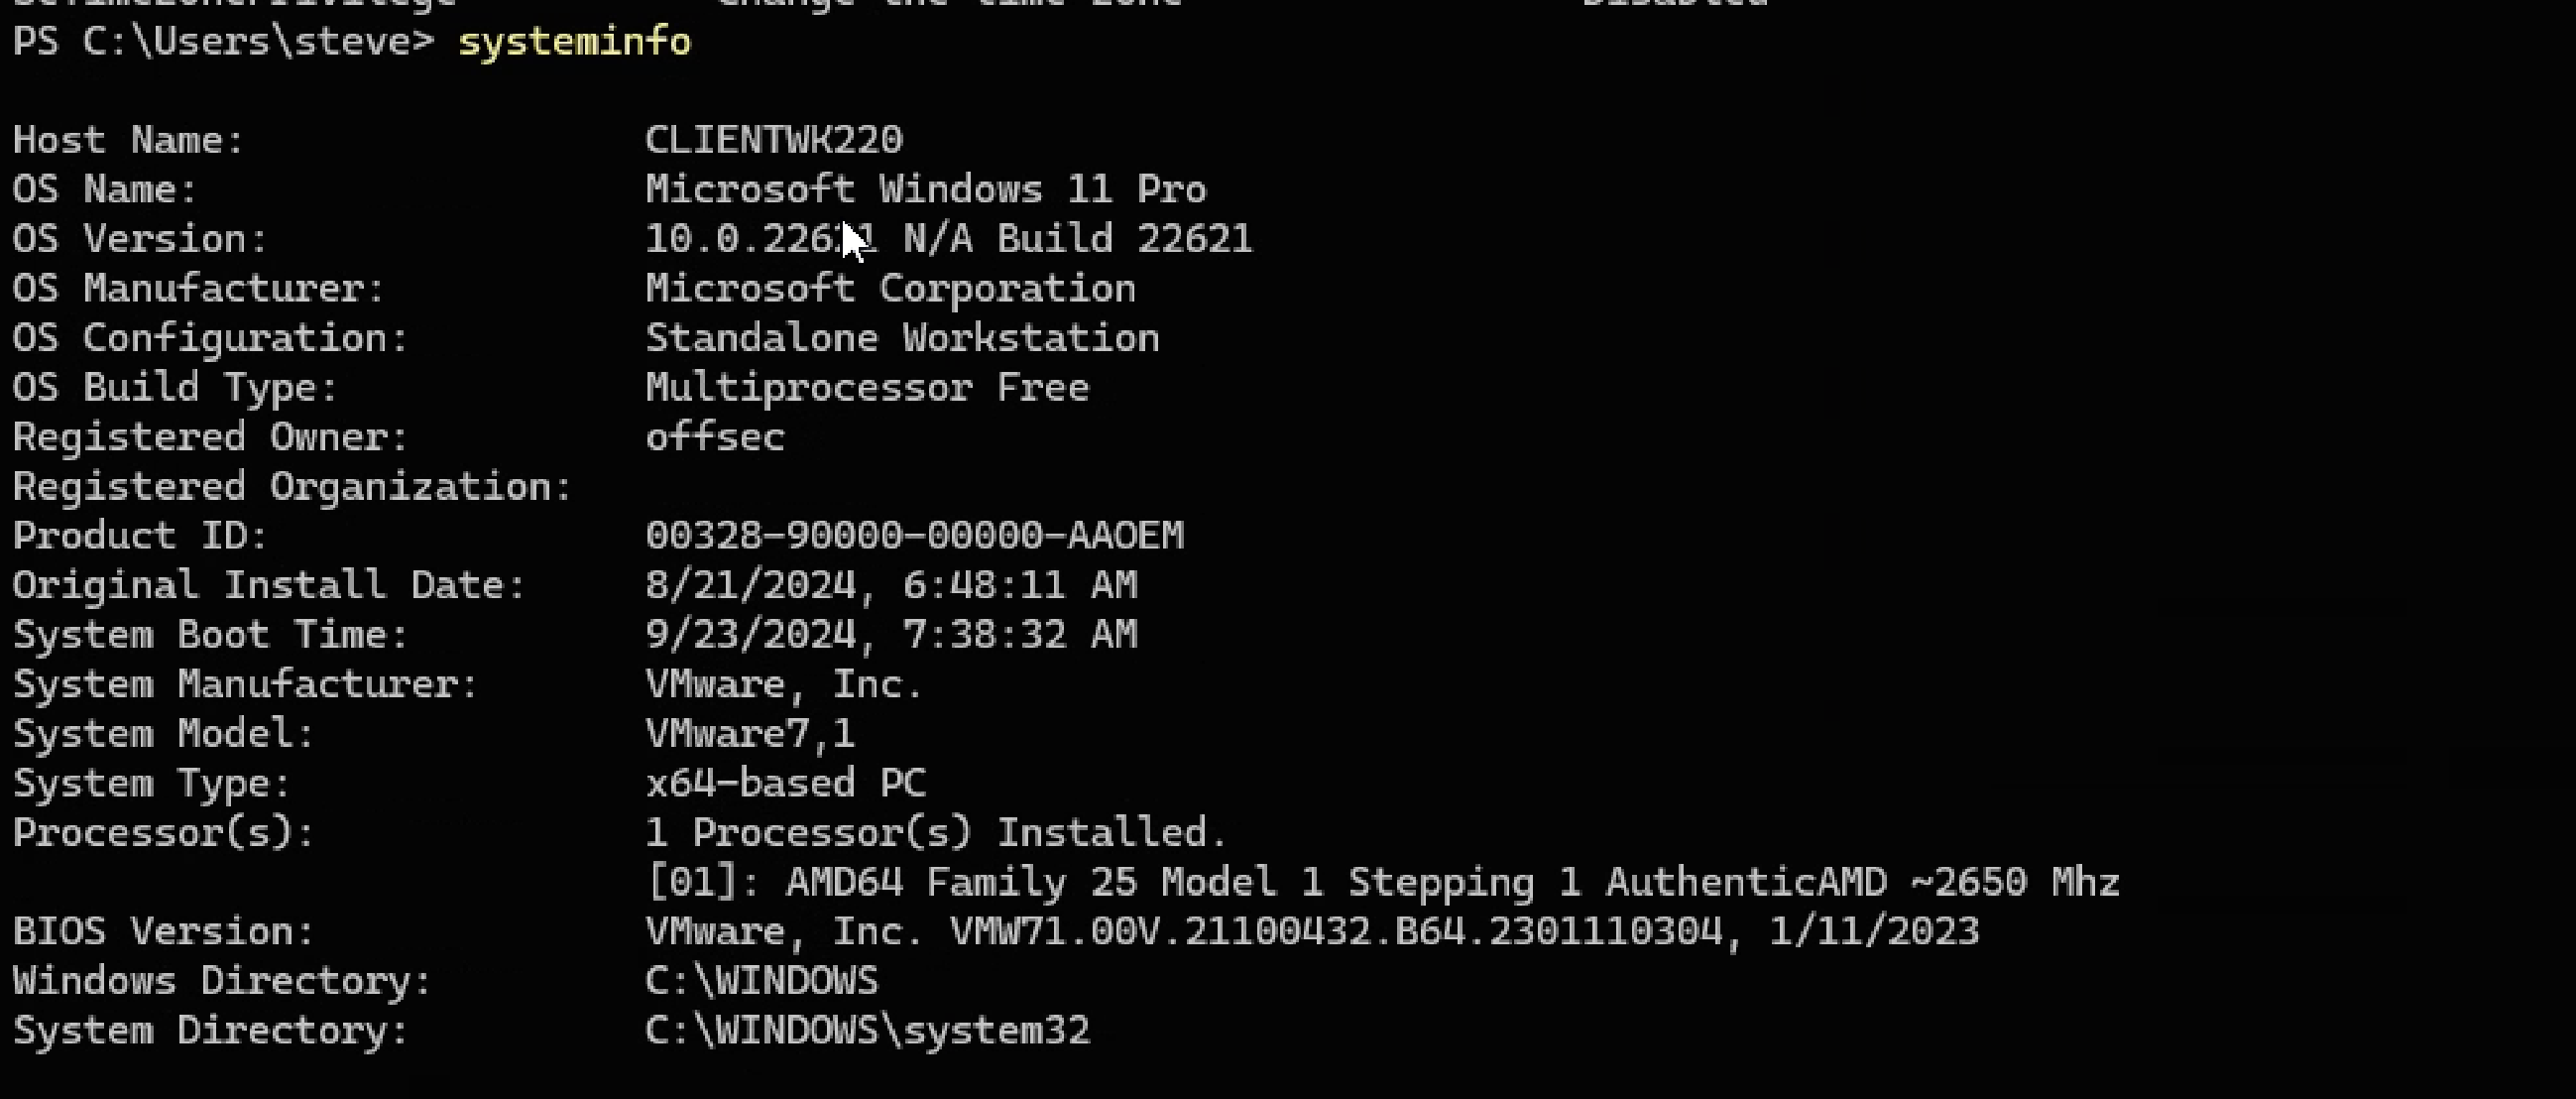 SeTimeZonePrivilege Change the time zone Disabled
PS C:\Users\steve> systeminfo
Host Name: CLIENTWK220
OS Name: Microsoft Windows 11 Pro
OS Version: 10.0.22621 N/A Build 22621
OS Manufacturer: Microsoft Corporation
OS Configuration: Standalone Workstation
OS Build Type: Multiprocessor Free
Registered Owner: offsec
Registered Organization:
Product ID: 00328-90000-00000-AAOEM
Original Install Date: 8/21/2024, 6:48:11 AM
System Boot Time: 9/23/2024, 7:38:32 AM
System Manufacturer: VMware, Inc.
System Model: VMware7,1
System Type: x64-based PC
Processor(s): 1 Processor(s) Installed.
[01]: AMD64 Family 25 Model 1 Stepping 1 AuthenticAMD ~2650 Mhz
BIOS Version: VMware, Inc. VMW71.00V.21100432.B64.2301110304, 1/11/2023
Windows Directory: C:\WINDOWS
System Directory: C:\WINDOWS\system32